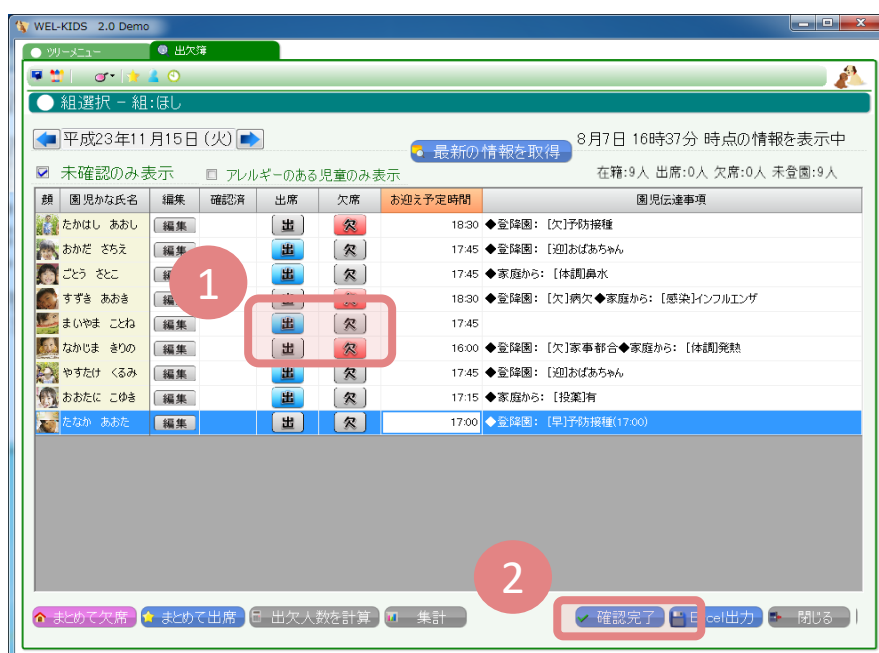 WEL-KIDS 2.0 Demo
ツリーメニュー 出欠簿
組選択 - 組:ほし
平成23年11月15日(火) 最新の情報を取得 8月7日 16時37分 時点の情報を表示中
未確認のみ表示 アレルギーのある児童のみ表示 在籍:9人 出席:0人 欠席:0人 未登園:9人
顔 園児かな氏名 編集 確認済 出席 欠席 お迎え予定時間 園児伝達事項
たかはし あおし 編集 出 欠 18:30 ◆登降園: [欠]予防接種
おかだ さちえ 編集 出 欠 17:45 ◆登降園: [迎]おばあちゃん
ごとう さとこ 出 欠 17:45 ◆家庭から: [体調]鼻水
すずき あおき 18:30 ◆登降園: [欠]病欠◆家庭から: [感染]インフルエンザ
1
まいやま ことね 編集 出 欠 17:45
なかじま きりの 編集 出 欠 16:00 ◆登降園: [欠]家事都合◆家庭から: [体調]発熱
やすたけ くるみ 編集 出 欠 17:45 ◆登降園: [迎]おばあちゃん
おおたに こゆき 編集 出 欠 17:15 ◆家庭から: [投薬]有
たなか あおた 編集 出 欠 17:00 ◆登降園: [早]予防接種(17:00)
2
まとめて欠席 まとめて出席 出欠人数を計算 集計 確認完了 Excel出力 閉じる